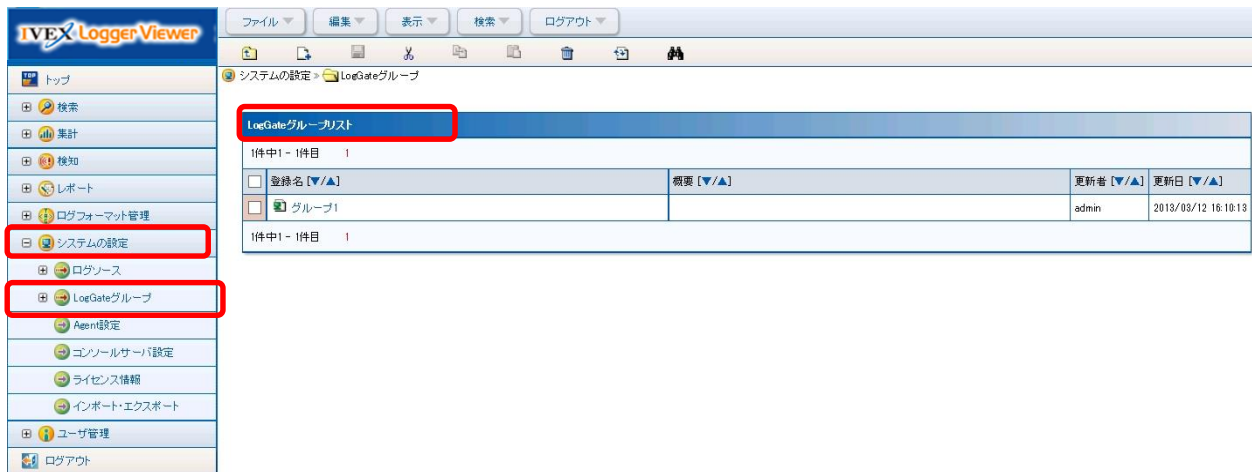 IVEX Logger Viewer
ファイル 編集 表示 検索 ログアウト
システムの設定 » LogGateグループ
TOP トップ
検索
集計
検知
レポート
ログフォーマット管理
システムの設定
ログソース
LogGateグループ
Agent設定
コンソールサーバ設定
ライセンス情報
インポート・エクスポート
ユーザ管理
ログアウト
LogGateグループリスト
1件中1 - 1件目 1
登録名 [▼/▲] 概要 [▼/▲] 更新者 [▼/▲] 更新日 [▼/▲]
グループ1 admin 2013/03/12 16:10:13
1件中1 - 1件目 1